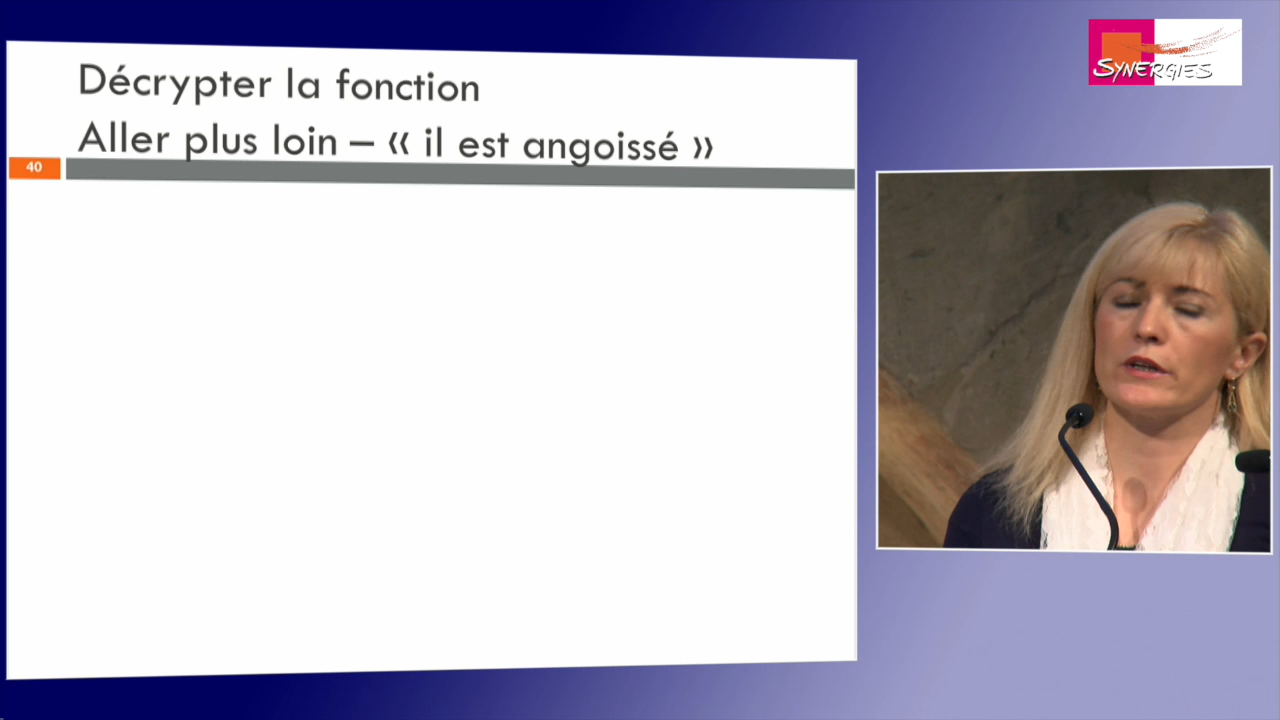 Décrypter la fonction
Aller plus loin – « il est angoissé »
40
SYNERGIES